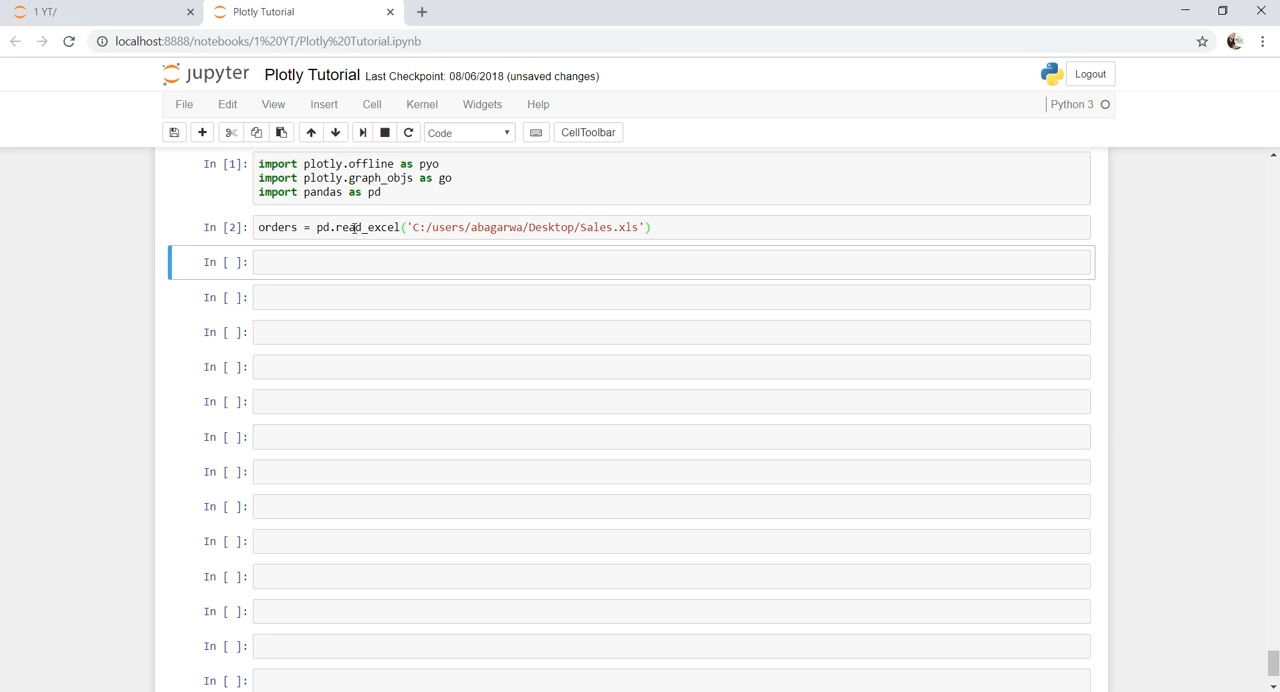 1 YT/ × Plotly Tutorial × +
localhost:8888/notebooks/1%20YT/Plotly%20Tutorial.ipynb
jupyter Plotly Tutorial Last Checkpoint: 08/06/2018 (unsaved changes) Logout
File Edit View Insert Cell Kernel Widgets Help Python 3
Code CellToolbar
In [1]: import plotly.offline as pyo
import plotly.graph_objs as go
import pandas as pd
In [2]: orders = pd.read_excel('C:/users/abagarwa/Desktop/Sales.xls')
In [ ]:
In [ ]:
In [ ]:
In [ ]:
In [ ]:
In [ ]:
In [ ]:
In [ ]:
In [ ]:
In [ ]:
In [ ]:
In [ ]:
In [ ]: